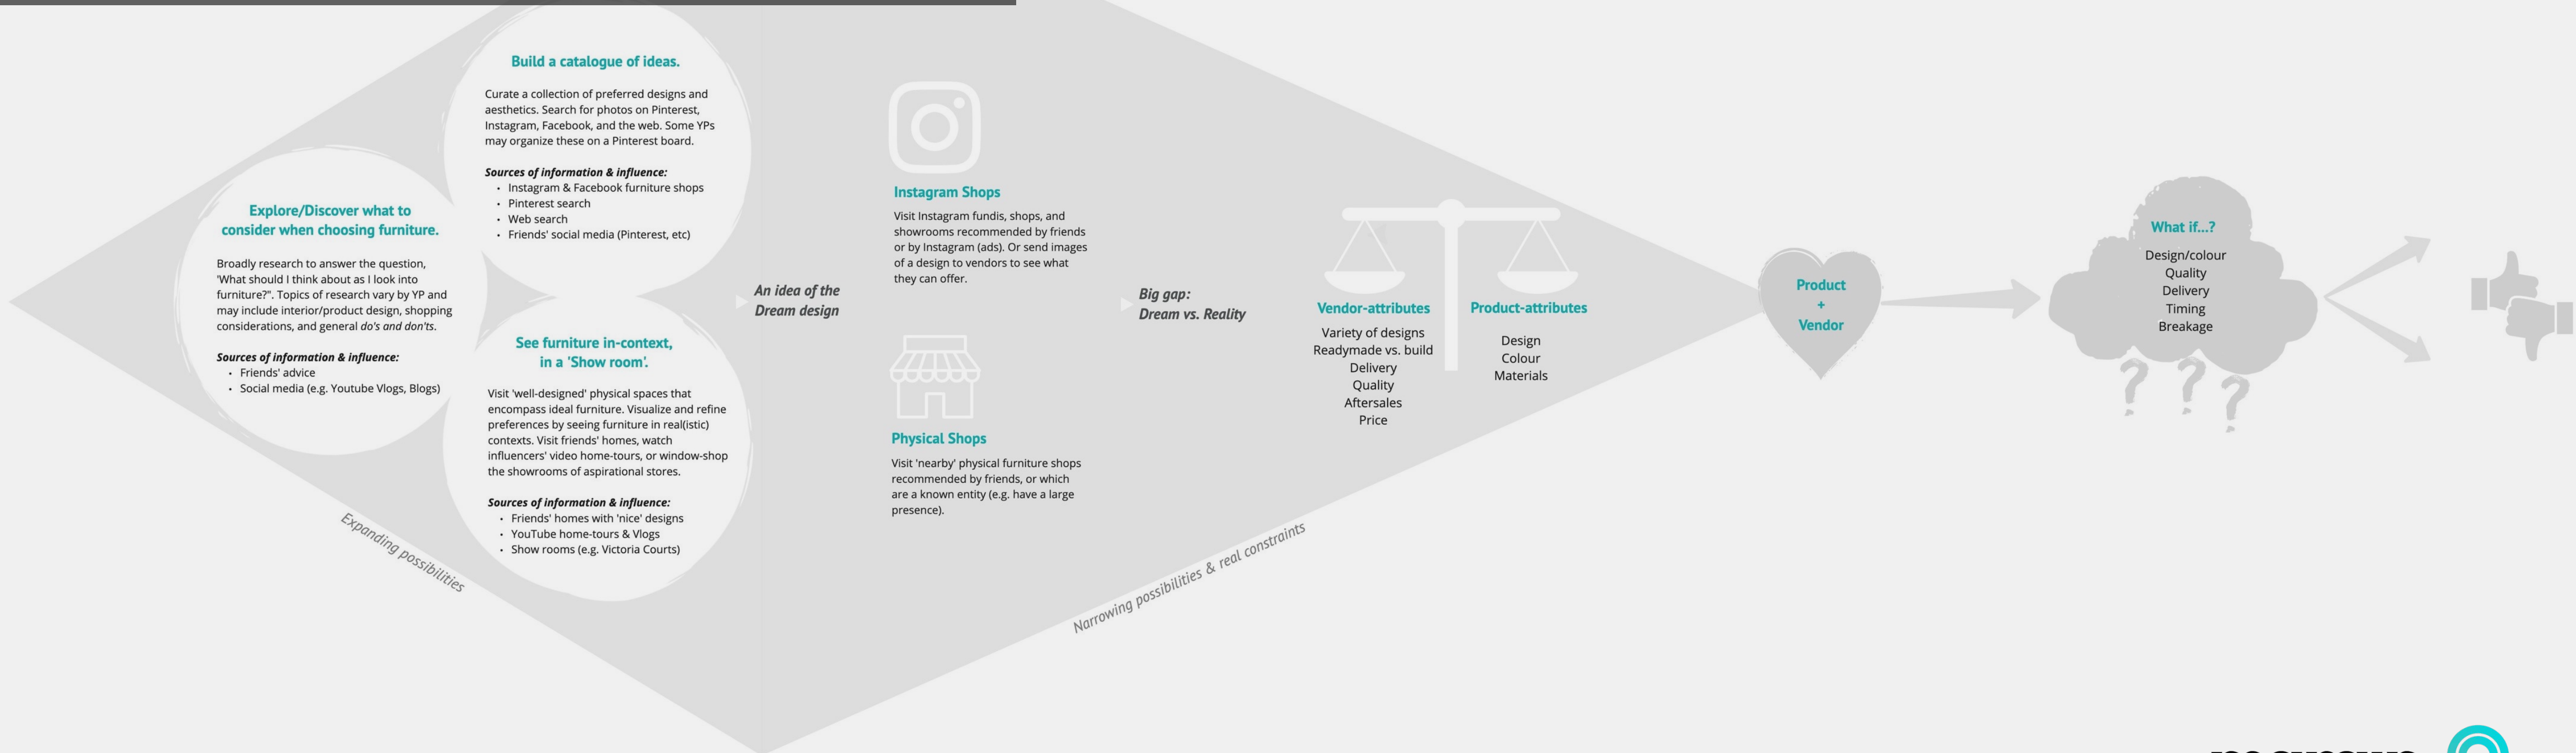 Explore/Discover what to
consider when choosing furniture.
Broadly research to answer the question,
'What should I think about as I look into
furniture?". Topics of research vary by YP and
may include interior/product design, shopping
considerations, and general do's and don'ts.
Sources of information & influence:
• Friends' advice
• Social media (e.g. Youtube Vlogs, Blogs)
Build a catalogue of ideas.
Curate a collection of preferred designs and
aesthetics. Search for photos on Pinterest,
Instagram, Facebook, and the web. Some YPs
may organize these on a Pinterest board.
Sources of information & influence:
• Instagram & Facebook furniture shops
• Pinterest search
• Web search
• Friends' social media (Pinterest, etc)
See furniture in-context,
in a 'Show room'.
Visit 'well-designed' physical spaces that
encompass ideal furniture. Visualize and refine
preferences by seeing furniture in real(istic)
contexts. Visit friends' homes, watch
influencers' video home-tours, or window-shop
the showrooms of aspirational stores.
Sources of information & influence:
• Friends' homes with 'nice' designs
• YouTube home-tours & Vlogs
• Show rooms (e.g. Victoria Courts)
Expanding possibilities
An idea of the
Dream design
Instagram Shops
Visit Instagram fundis, shops, and
showrooms recommended by friends
or by Instagram (ads). Or send images
of a design to vendors to see what
they can offer.
Physical Shops
Visit 'nearby' physical furniture shops
recommended by friends, or which
are a known entity (e.g. have a large
presence).
Big gap:
Dream vs. Reality
Narrowing possibilities & real constraints
Vendor-attributes
Variety of designs
Readymade vs. build
Delivery
Quality
Aftersales
Price
Product-attributes
Design
Colour
Materials
Product
+
Vendor
What if...?
Design/colour
Quality
Delivery
Timing
Breakage
? ? ?